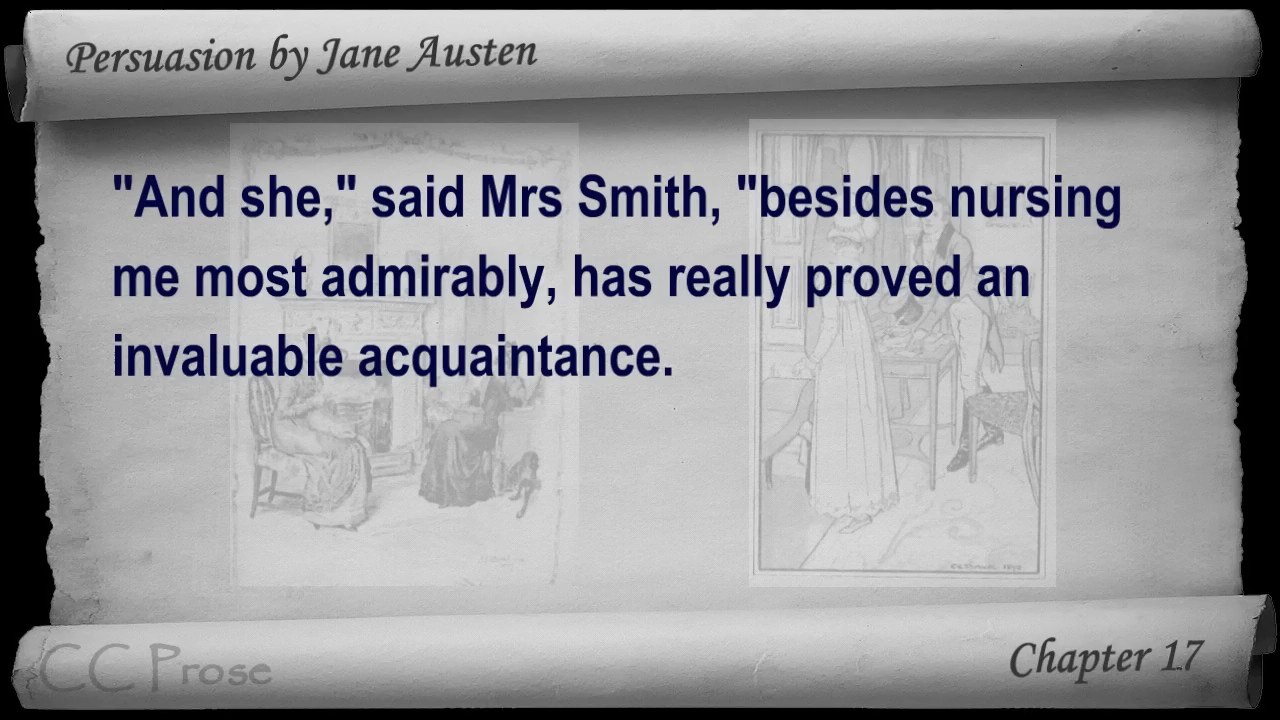 Persuasion by Jane Austen
"And she," said Mrs Smith, "besides nursing
me most admirably, has really proved an
invaluable acquaintance.
CC Prose
Chapter 17